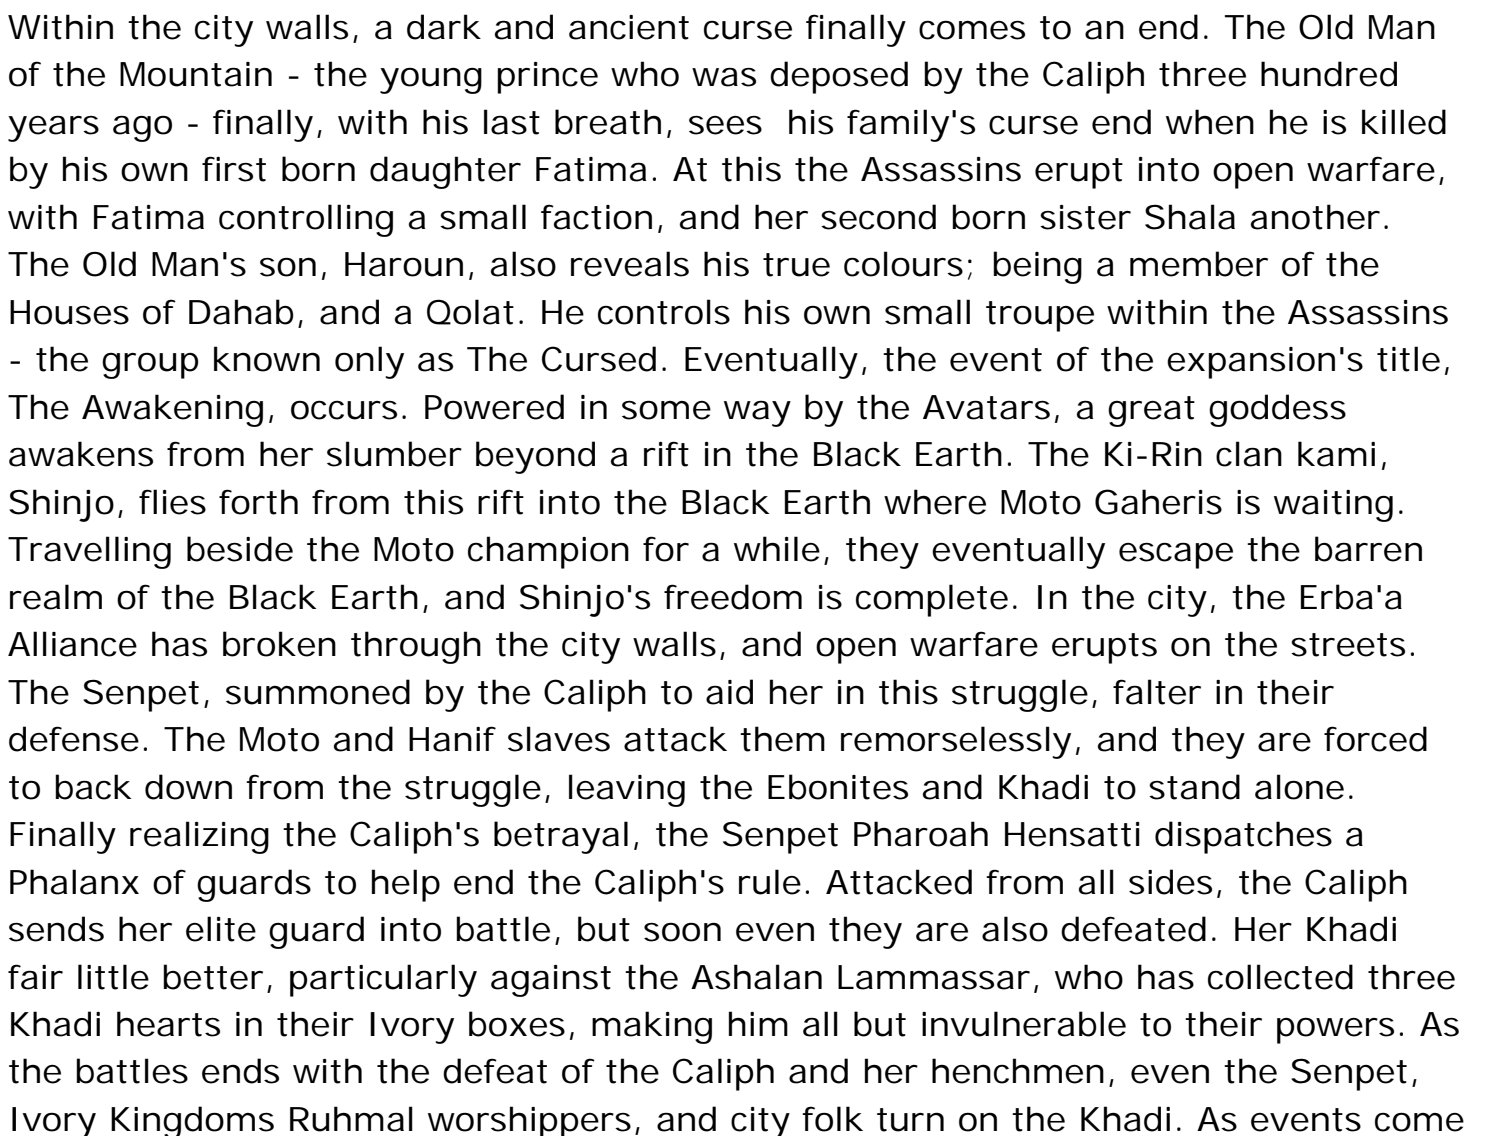 Within the city walls, a dark and ancient curse finally comes to an end. The Old Man
of the Mountain - the young prince who was deposed by the Caliph three hundred
years ago - finally, with his last breath, sees  his family's curse end when he is killed
by his own first born daughter Fatima. At this the Assassins erupt into open warfare,
with Fatima controlling a small faction, and her second born sister Shala another.
The Old Man's son, Haroun, also reveals his true colours; being a member of the
Houses of Dahab, and a Qolat. He controls his own small troupe within the Assassins
- the group known only as The Cursed. Eventually, the event of the expansion's title,
The Awakening, occurs. Powered in some way by the Avatars, a great goddess
awakens from her slumber beyond a rift in the Black Earth. The Ki-Rin clan kami,
Shinjo, flies forth from this rift into the Black Earth where Moto Gaheris is waiting.
Travelling beside the Moto champion for a while, they eventually escape the barren
realm of the Black Earth, and Shinjo's freedom is complete. In the city, the Erba'a
Alliance has broken through the city walls, and open warfare erupts on the streets.
The Senpet, summoned by the Caliph to aid her in this struggle, falter in their
defense. The Moto and Hanif slaves attack them remorselessly, and they are forced
to back down from the struggle, leaving the Ebonites and Khadi to stand alone.
Finally realizing the Caliph's betrayal, the Senpet Pharoah Hensatti dispatches a
Phalanx of guards to help end the Caliph's rule. Attacked from all sides, the Caliph
sends her elite guard into battle, but soon even they are also defeated. Her Khadi
fair little better, particularly against the Ashalan Lammassar, who has collected three
Khadi hearts in their Ivory boxes, making him all but invulnerable to their powers. As
the battles ends with the defeat of the Caliph and her henchmen, even the Senpet,
Ivory Kingdoms Ruhmal worshippers, and city folk turn on the Khadi. As events come